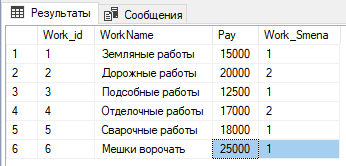 Результаты Сообщения
Work_id WorkName Pay Work_Smena
1 1 Земляные работы 15000 1
2 2 Дорожные работы 20000 2
3 3 Подсобные работы 12500 1
4 4 Отделочные работы 17000 2
5 5 Сварочные работы 18000 1
6 6 Мешки ворочать 25000 1